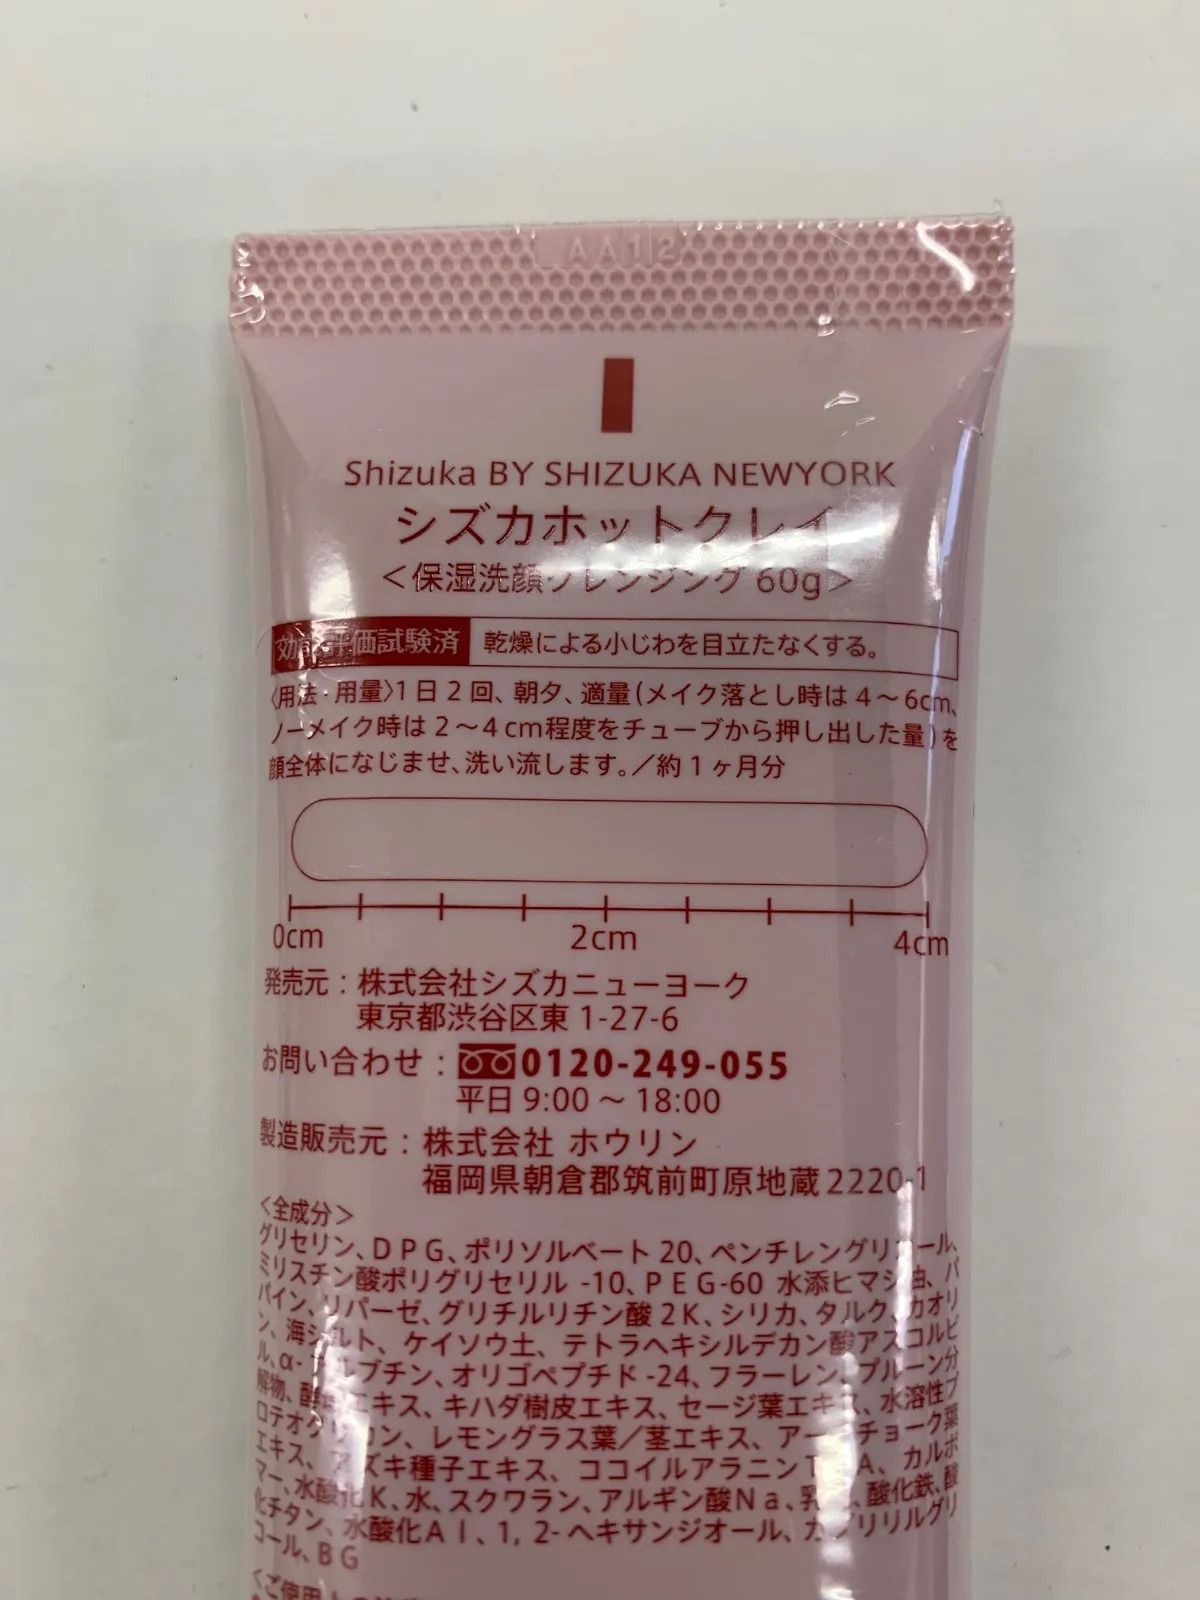 AA12
Shizuka BY SHIZUKA NEWYORK
シズカホットクレイ
＜保湿洗顔クレンジング 60g＞
効能評価試験済 乾燥による小じわを目立たなくする。
〈用法・用量〉1日2回、朝夕、適量(メイク落とし時は4〜6cm、
ノーメイク時は2〜4cm程度をチューブから押し出した量)を
顔全体になじませ、洗い流します。／約1ヶ月分
0cm 2cm 4cm
発売元：株式会社シズカニューヨーク
東京都渋谷区東 1-27-6
お問い合わせ：0120-249-055
平日 9:00 〜 18:00
製造販売元：株式会社 ホウリン
福岡県朝倉郡筑前町原地蔵2220-1
＜全成分＞
グリセリン、DPG、ポリソルベート20、ペンチレングリコール、
ミリスチン酸ポリグリセリル -10、PEG-60 水添ヒマシ油、パ
パイン、リパーゼ、グリチルリチン酸2K、シリカ、タルク、カオリ
ン、海シルト、ケイソウ土、テトラヘキシルデカン酸アスコルビ
ル、α-アルブチン、オリゴペプチド-24、フラーレン、プルーン分
解物、エキス、キハダ樹皮エキス、セージ葉エキス、水溶性プ
ロテオグリカン、レモングラス葉／茎エキス、アーチチョーク葉
エキス、アズキ種子エキス、ココイルアラニンTEA、カルボ
マー、水酸化K、水、スクワラン、アルギン酸Na、乳酸、酸化鉄、酸
化チタン、水酸化Al、1,2-ヘキサンジオール、カプリリルグリ
コール、BG